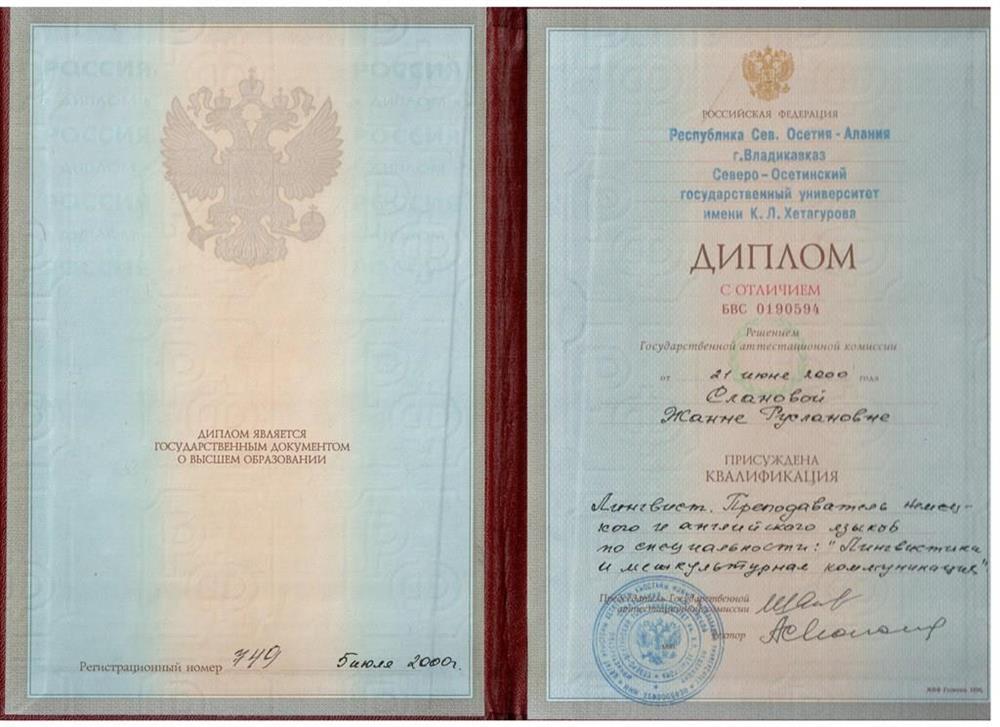 ДИПЛОМ ЯВЛЯЕТСЯ
ГОСУДАРСТВЕННЫМ ДОКУМЕНТОМ
О ВЫСШЕМ ОБРАЗОВАНИИ
Регистрационный номер 749 5 июля 2000г.
РОССИЙСКАЯ ФЕДЕРАЦИЯ
Республика Сев. Осетия-Алания
г.Владикавказ
Северо-Осетинский
государственный университет
имени К. Л. Хетагурова
ДИПЛОМ
С ОТЛИЧИЕМ
БВС 0190594
Решением
Государственной аттестационной комиссии
от 21 июня 2000 года
Слановой
Жанне Руслановне
ПРИСУЖДЕНА
КВАЛИФИКАЦИЯ
Лингвист. Преподаватель немец-
кого и английского языков
по специальности: "Лингвистика
и межкультурная коммуникация"
Председатель Государственной
аттестационной комиссии
Ректор